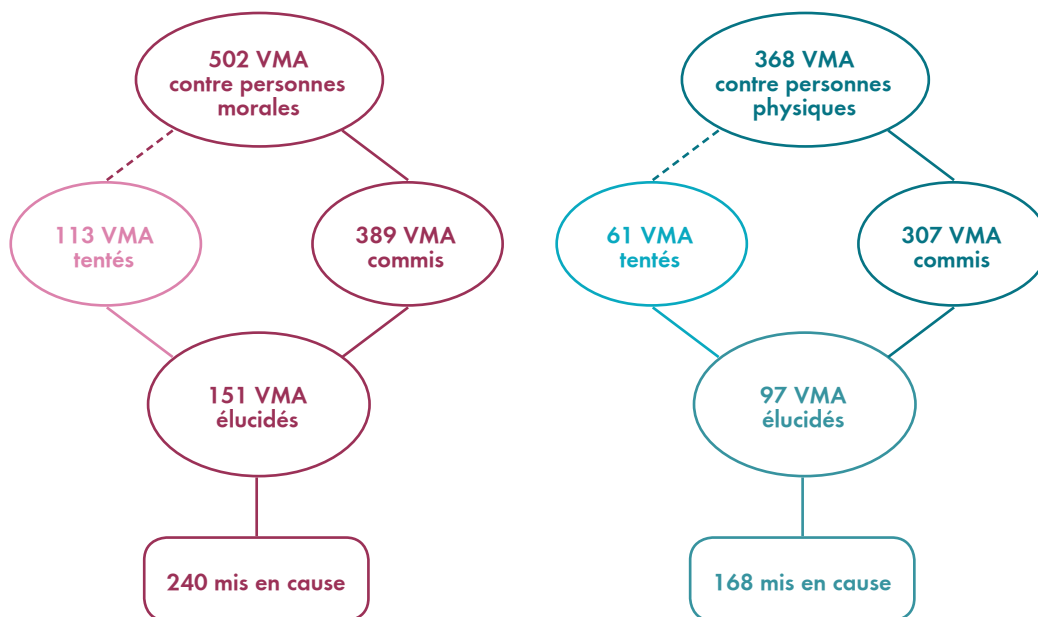 502 VMA
contre personnes
morales
368 VMA
contre personnes
physiques
113 VMA
tentés
389 VMA
commis
61 VMA
tentés
307 VMA
commis
151 VMA
élucidés
97 VMA
élucidés
240 mis en cause
168 mis en cause